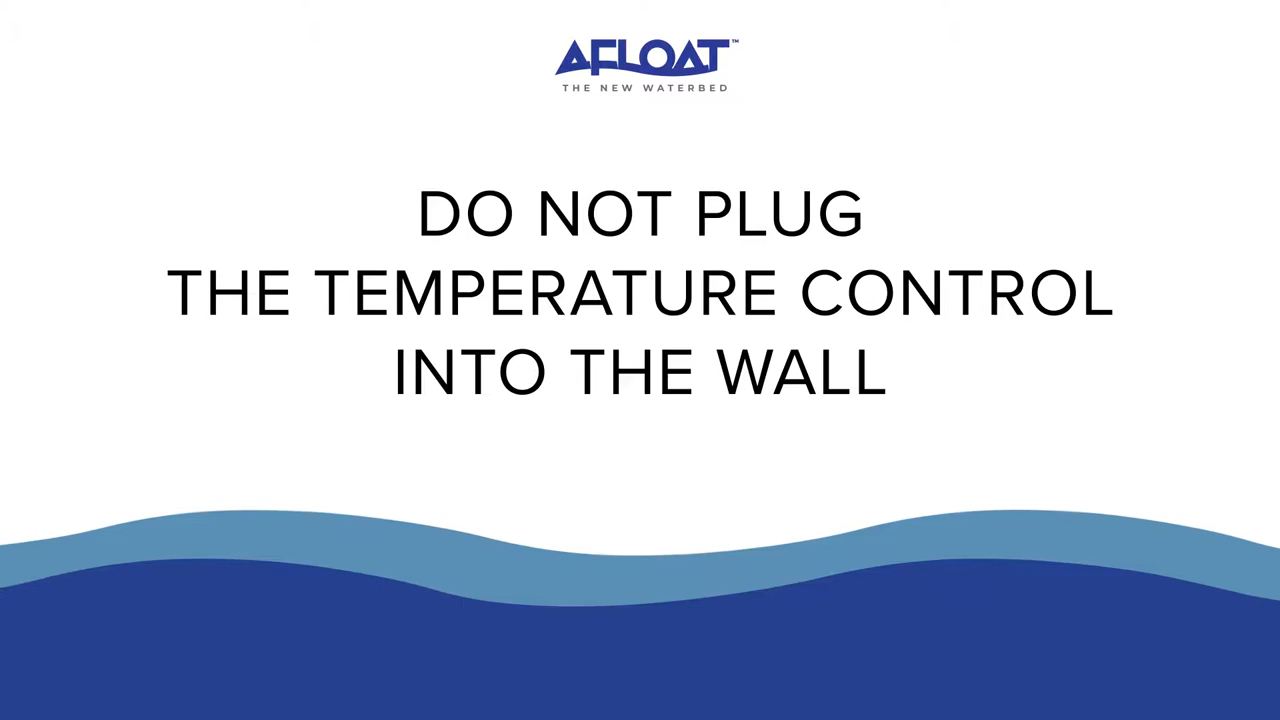 AFLOAT™
THE NEW WATERBED
DO NOT PLUG
THE TEMPERATURE CONTROL
INTO THE WALL